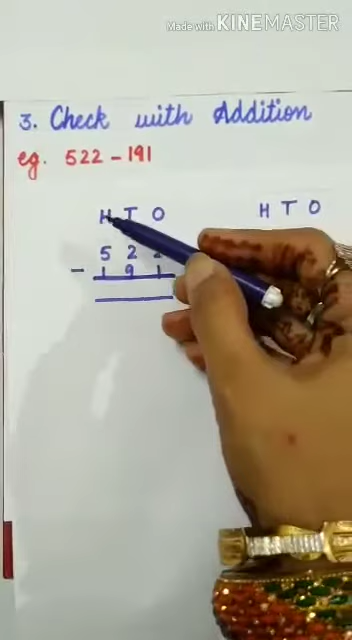 Made with KINEMASTER
3. Check with Addition
eg. 522 - 191
H T O H T O
5 2 2
- 1 9 1